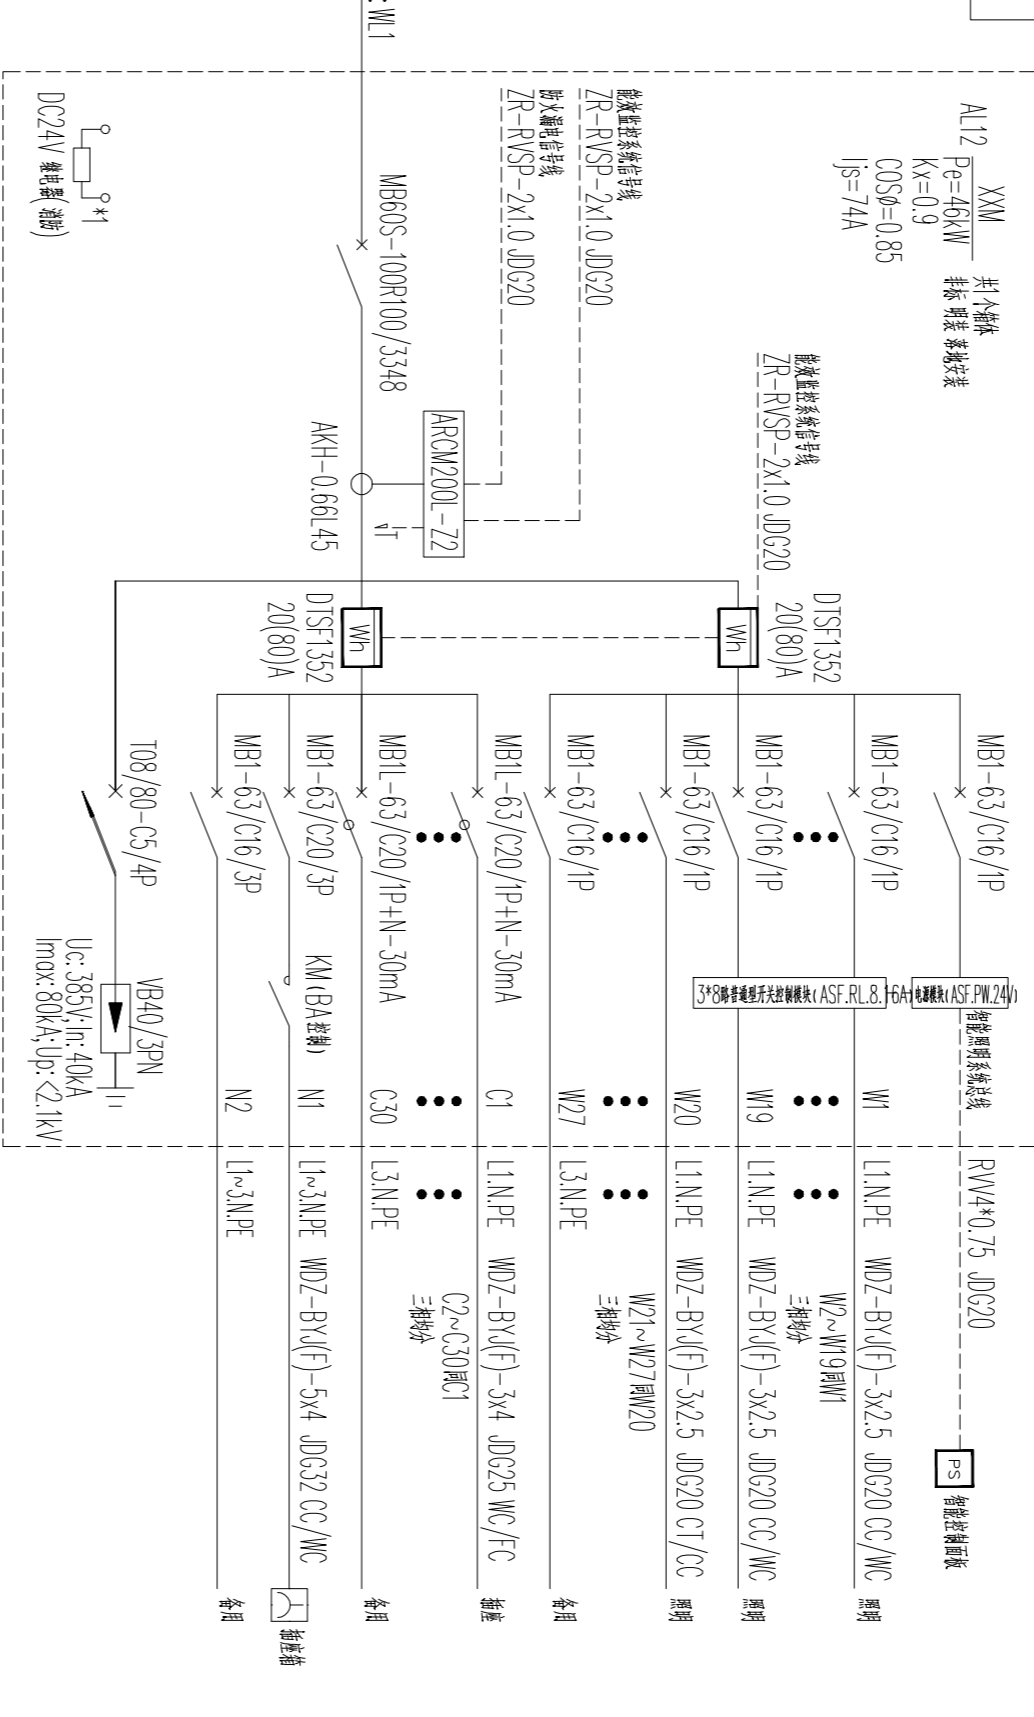 WL1
AL12
XXM
Pe=46kW
Kx=0.9
COSø=0.85
Ijs=74A
共1个箱体
非标 明装 落地安装
能效监控系统信号线
ZR-RVSP-2x1.0 JDG20
防火漏电信号线
ZR-RVSP-2x1.0 JDG20
能效监控系统信号线
ZR-RVSP-2x1.0 JDG20
MB60S-100R100/3348
ARCM200L-Z2
AKH-0.66L45
T
DC24V 继电器(消防)
*1
DTSF1352
20(80)A
Wh
DTSF1352
20(80)A
Wh
MB1-63/C16/1P
电源模块(ASF.PW.24V)
智能照明系统总线
RVV4*0.75 JDG20
PS
智能控制面板
MB1-63/C16/1P
3*8路普通型开关控制模块(ASF.RL.8.16A)
W1
L1.N.PE
WDZ-BYJ(F)-3x2.5 JDG20 CC/WC
照明
W2~W19同W1
三相均分
MB1-63/C16/1P
W19
L1.N.PE
WDZ-BYJ(F)-3x2.5 JDG20 CC/WC
照明
MB1-63/C16/1P
W20
L1.N.PE
WDZ-BYJ(F)-3x2.5 JDG20 CT/CC
照明
W21~W27同W20
三相均分
MB1-63/C16/1P
W27
L3.N.PE
备用
MB1L-63/C20/1P+N-30mA
C1
L1.N.PE
WDZ-BYJ(F)-3x4 JDG25 WC/FC
插座
C2~C30同C1
三相均分
MB1L-63/C20/1P+N-30mA
C30
L3.N.PE
备用
MB1-63/C20/3P
KM(BA控制)
N1
L1~3.N.PE
WDZ-BYJ(F)-5x4 JDG32 CC/WC
插座箱
MB1-63/C16/3P
N2
L1~3.N.PE
备用
T08/80-C5/4P
VB40/3PN
Uc: 385V; In: 40kA
Imax: 80kA; Up: <2.1kV